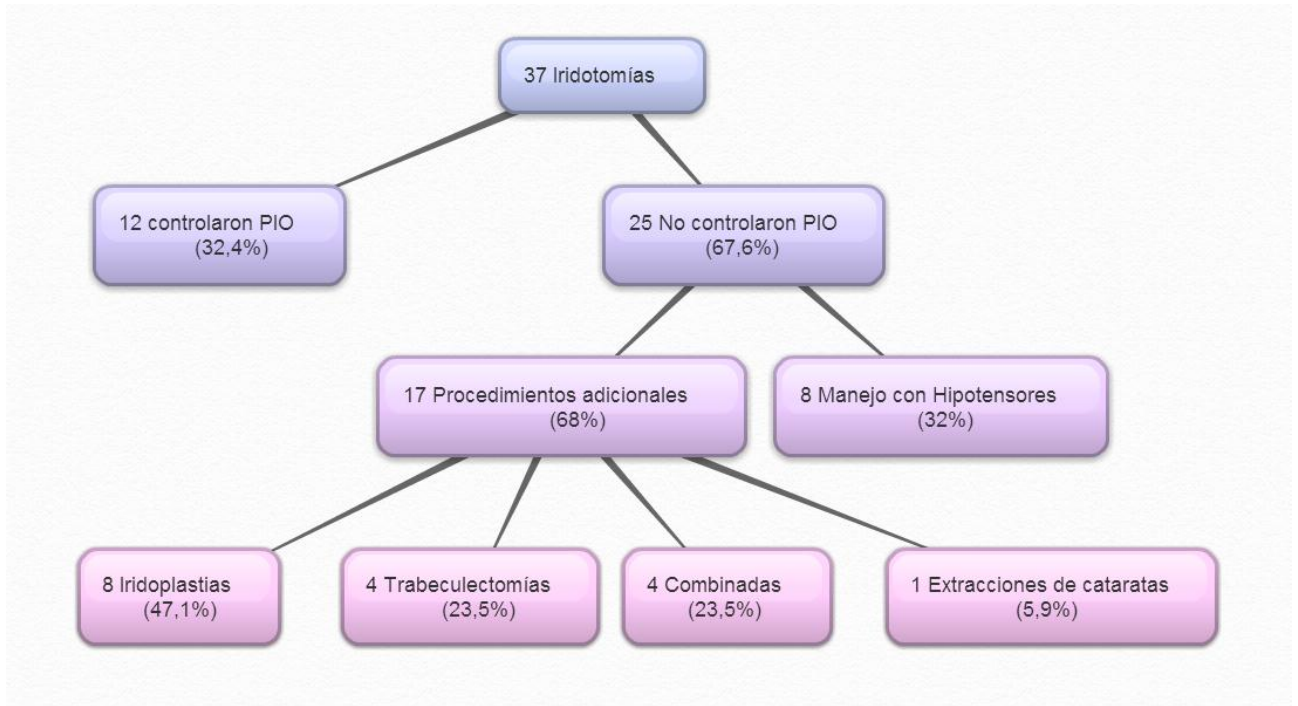 37 Iridotomías
12 controlaron PIO
(32,4%)
25 No controlaron PIO
(67,6%)
17 Procedimientos adicionales
(68%)
8 Manejo con Hipotensores
(32%)
8 Iridoplastias
(47,1%)
4 Trabeculectomías
(23,5%)
4 Combinadas
(23,5%)
1 Extracciones de cataratas
(5,9%)